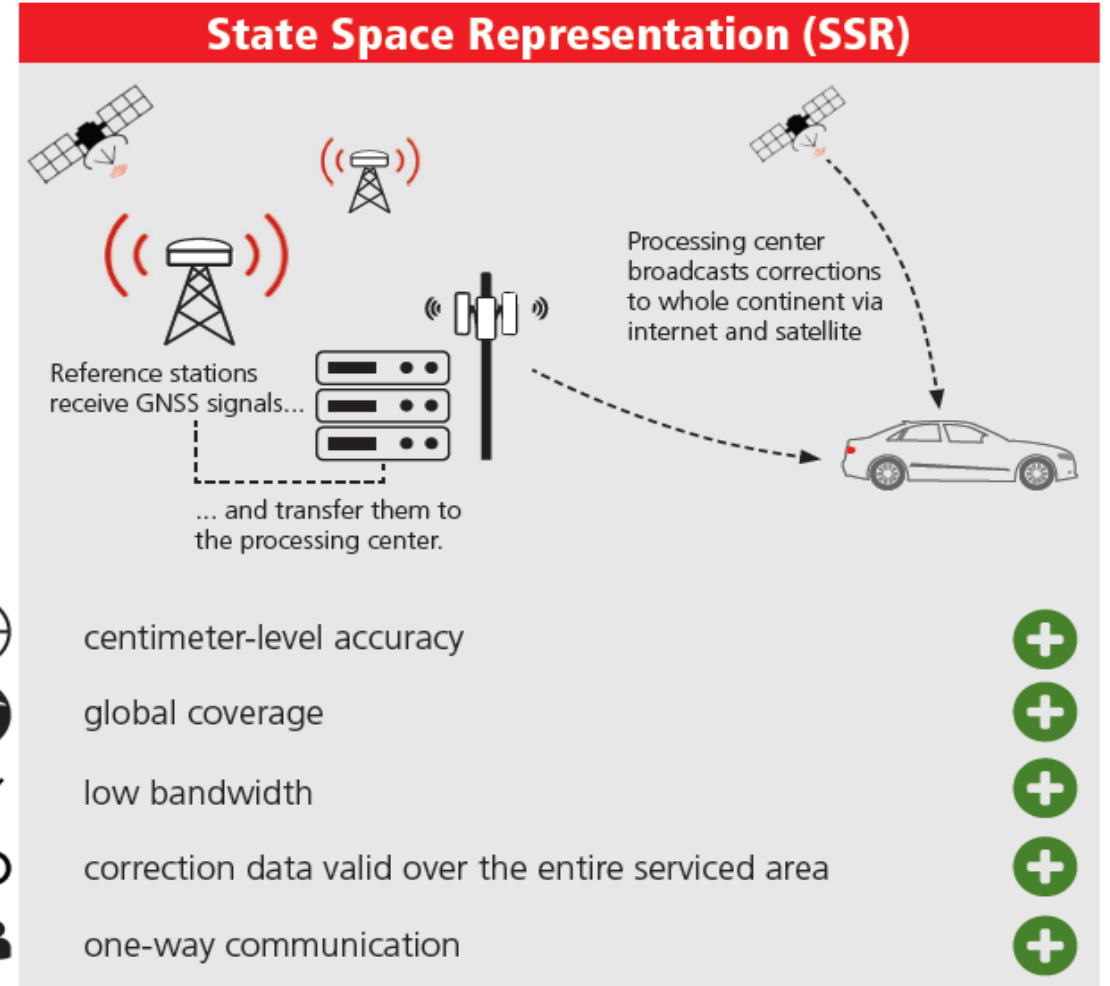 State Space Representation (SSR)
Processing center
broadcasts corrections
to whole continent via
internet and satellite
Reference stations
receive GNSS signals...
... and transfer them to
the processing center.
centimeter-level accuracy
global coverage
low bandwidth
correction data valid over the entire serviced area
one-way communication